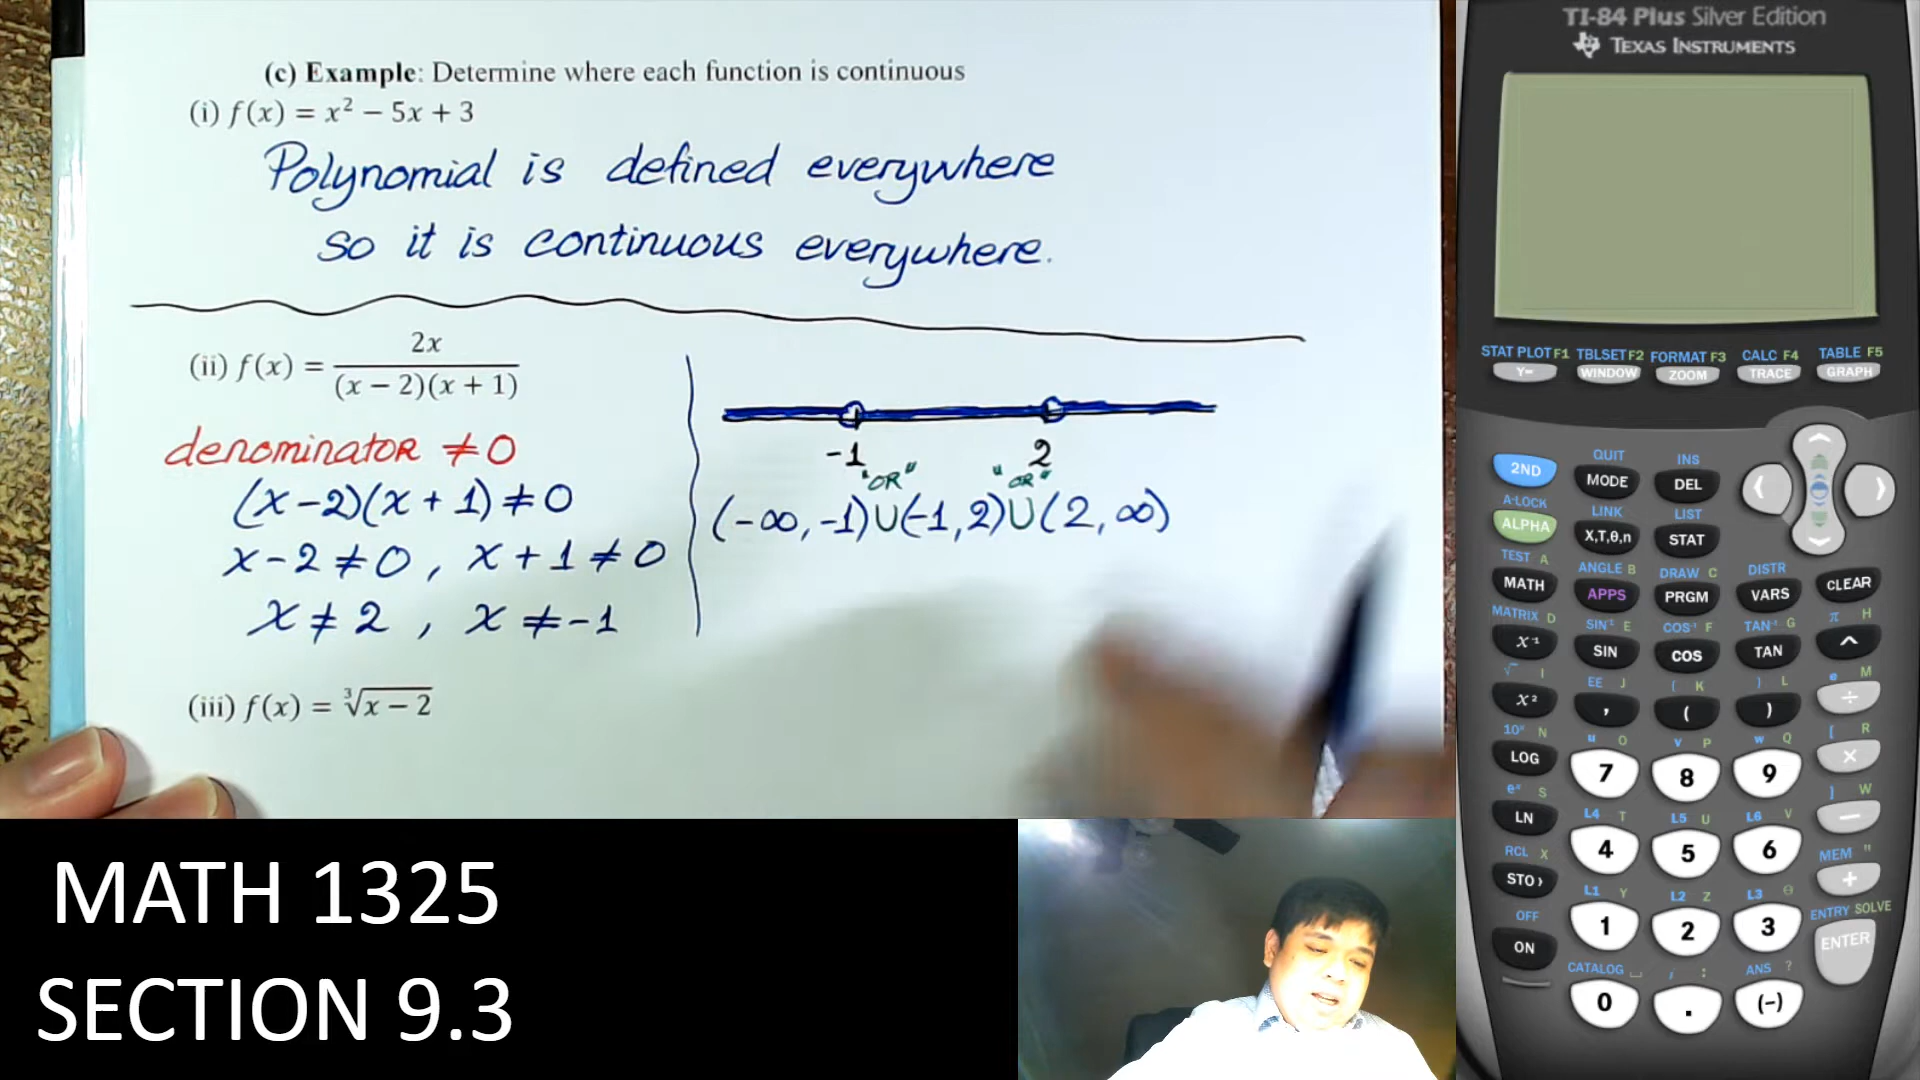 (c) Example: Determine where each function is continuous
(i) f(x) = x² − 5x + 3
Polynomial is defined everywhere
so it is continuous everywhere.
(ii) f(x) = 2x / (x − 2)(x + 1)
denominator ≠ 0
(x−2)(x+1) ≠ 0
x−2 ≠ 0 , x+1 ≠ 0
x ≠ 2 , x ≠ −1
-1 2
"OR" "OR"
(-∞,-1)∪(-1,2)∪(2,∞)
(iii) f(x) = ∛x − 2
MATH 1325
SECTION 9.3
TI-84 Plus Silver Edition
TEXAS INSTRUMENTS
STAT PLOT F1 TBLSET F2 FORMAT F3 CALC F4 TABLE F5
Y= WINDOW ZOOM TRACE GRAPH
QUIT INS
2ND MODE DEL
A-LOCK LINK LIST
ALPHA X,T,θ,n STAT
TEST A ANGLE B DRAW C DISTR
MATH APPS PRGM VARS CLEAR
MATRIX D SIN⁻¹ E COS⁻¹ F TAN⁻¹ G π H
x⁻¹ SIN COS TAN ^
√ I EE J { K } L e M
x² , ( ) ÷
10ˣ N u O v P w Q [ R
LOG 7 8 9 ×
eˣ S L4 T L5 U L6 V ] W
LN 4 5 6 −
RCL X L1 Y L2 Z L3 θ MEM "
STO› 1 2 3 +
OFF CATALOG ⎵ i : ANS ? ENTRY SOLVE
ON 0 . (−) ENTER